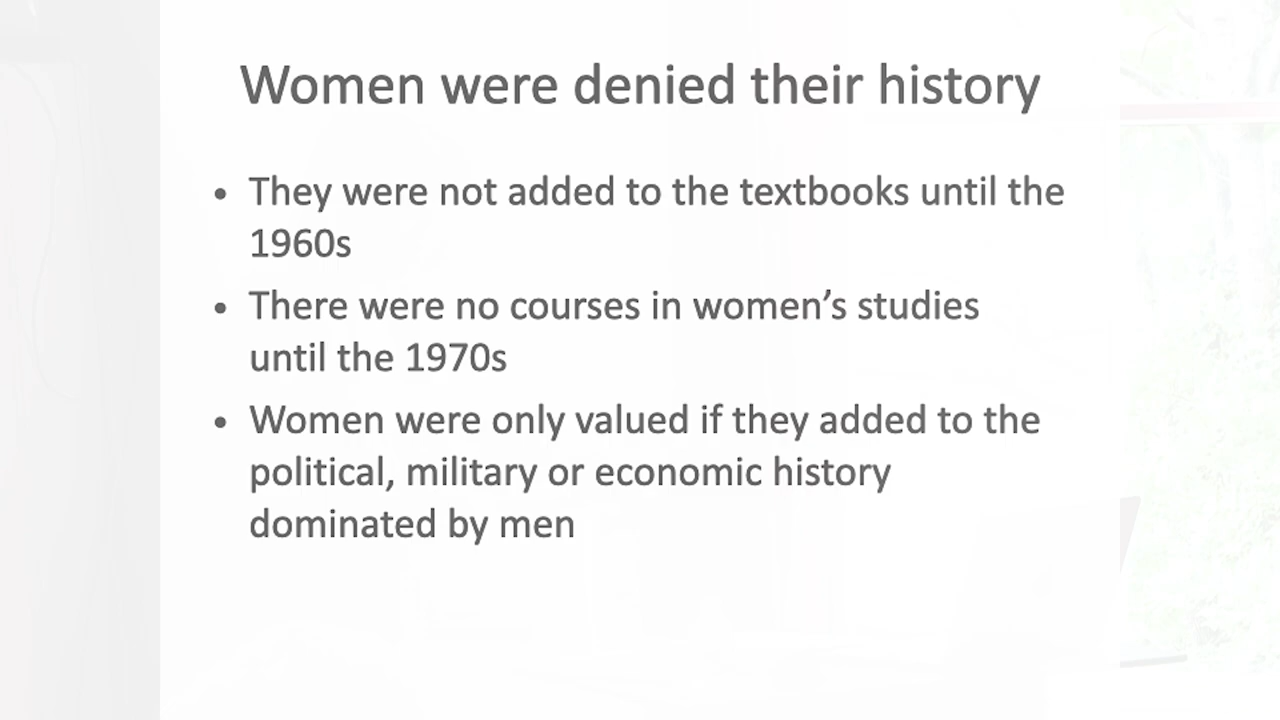 Women were denied their history
• They were not added to the textbooks until the
1960s
• There were no courses in women’s studies
until the 1970s
• Women were only valued if they added to the
political, military or economic history
dominated by men